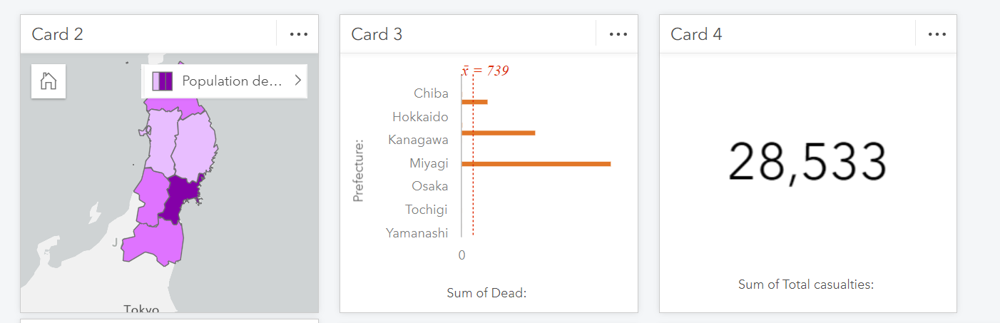 Card 2
Population de...
J
Tokyo
Card 3
x̄ = 739
Prefecture:
Chiba
Hokkaido
Kanagawa
Miyagi
Osaka
Tochigi
Yamanashi
0
Sum of Dead:
Card 4
28,533
Sum of Total casualties: